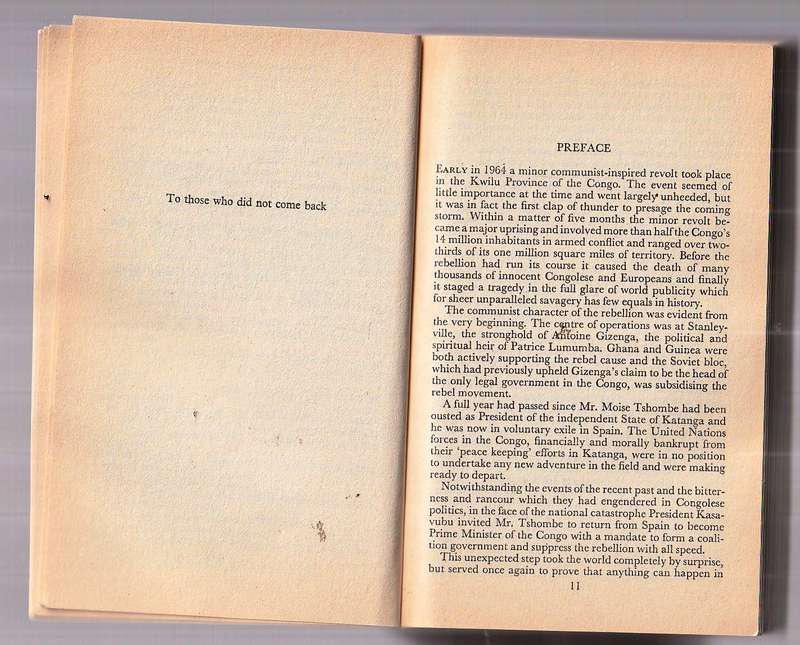 To those who did not come back
PREFACE
EARLY in 1964 a minor communist-inspired revolt took place
in the Kwilu Province of the Congo. The event seemed of
little importance at the time and went largely unheeded, but
it was in fact the first clap of thunder to presage the coming
storm. Within a matter of five months the minor revolt be-
came a major uprising and involved more than half the Congo's
14 million inhabitants in armed conflict and ranged over two-
thirds of its one million square miles of territory. Before the
rebellion had run its course it caused the death of many
thousands of innocent Congolese and Europeans and finally
it staged a tragedy in the full glare of world publicity which
for sheer unparalleled savagery has few equals in history.
The communist character of the rebellion was evident from
the very beginning. The centre of operations was at Stanley-
ville, the stronghold of Antoine Gizenga, the political and
spiritual heir of Patrice Lumumba. Ghana and Guinea were
both actively supporting the rebel cause and the Soviet bloc,
which had previously upheld Gizenga's claim to be the head of
the only legal government in the Congo, was subsidising the
rebel movement.
A full year had passed since Mr. Moise Tshombe had been
ousted as President of the independent State of Katanga and
he was now in voluntary exile in Spain. The United Nations
forces in the Congo, financially and morally bankrupt from
their 'peace keeping' efforts in Katanga, were in no position
to undertake any new adventure in the field and were making
ready to depart.
Notwithstanding the events of the recent past and the bitter-
ness and rancour which they had engendered in Congolese
politics, in the face of the national catastrophe President Kasa-
vubu invited Mr. Tshombe to return from Spain to become
Prime Minister of the Congo with a mandate to form a coali-
tion government and suppress the rebellion with all speed.
This unexpected step took the world completely by surprise,
but served once again to prove that anything can happen in
11